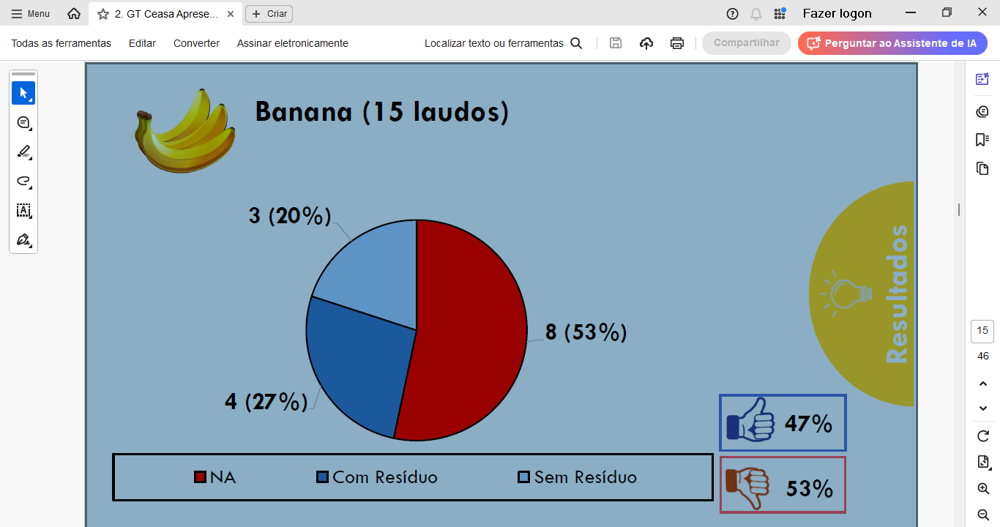 Menu
2. GT Ceasa Aprese...
Criar
Fazer logon
Todas as ferramentas
Editar
Converter
Assinar eletronicamente
Localizar texto ou ferramentas
Compartilhar
Perguntar ao Assistente de IA
Banana (15 laudos)
3 (20%)
8 (53%)
4 (27%)
Resultados
NA
Com Resíduo
Sem Resíduo
47%
53%
15
46